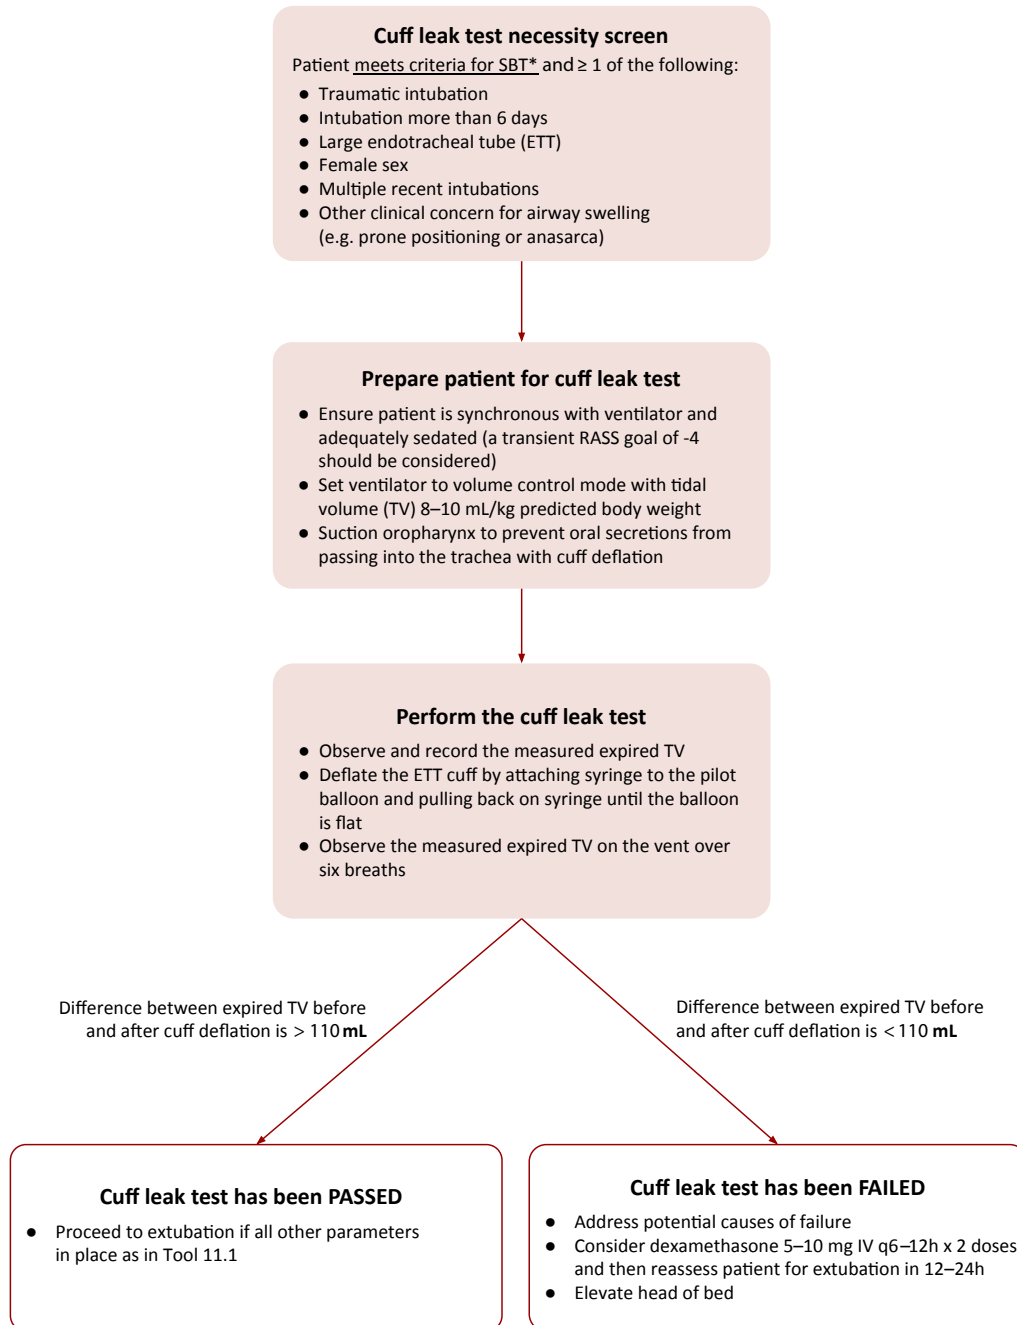 Cuff leak test necessity screen
Patient meets criteria for SBT* and ≥ 1 of the following:
● Traumatic intubation
● Intubation more than 6 days
● Large endotracheal tube (ETT)
● Female sex
● Multiple recent intubations
● Other clinical concern for airway swelling
(e.g. prone positioning or anasarca)
Prepare patient for cuff leak test
● Ensure patient is synchronous with ventilator and
adequately sedated (a transient RASS goal of -4
should be considered)
● Set ventilator to volume control mode with tidal
volume (TV) 8–10 mL/kg predicted body weight
● Suction oropharynx to prevent oral secretions from
passing into the trachea with cuff deflation
Perform the cuff leak test
● Observe and record the measured expired TV
● Deflate the ETT cuff by attaching syringe to the pilot
balloon and pulling back on syringe until the balloon
is flat
● Observe the measured expired TV on the vent over
six breaths
Difference between expired TV before
and after cuff deflation is > 110 mL
Difference between expired TV before
and after cuff deflation is < 110 mL
Cuff leak test has been PASSED
● Proceed to extubation if all other parameters
in place as in Tool 11.1
Cuff leak test has been FAILED
● Address potential causes of failure
● Consider dexamethasone 5–10 mg IV q6–12h x 2 doses
and then reassess patient for extubation in 12–24h
● Elevate head of bed